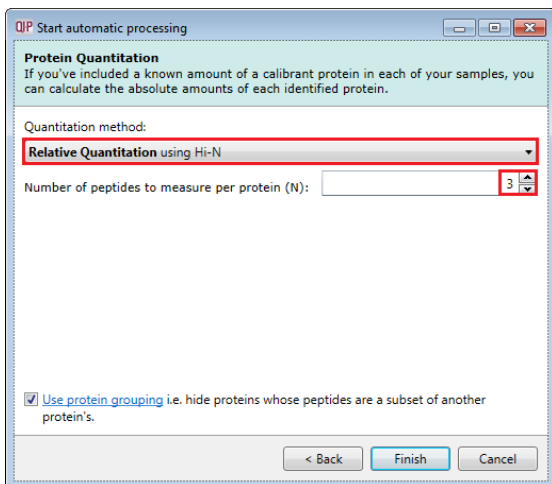 QIP Start automatic processing
Protein Quantitation
If you've included a known amount of a calibrant protein in each of your samples, you
can calculate the absolute amounts of each identified protein.
Quantitation method:
Relative Quantitation using Hi-N
Number of peptides to measure per protein (N): 3
Use protein grouping i.e. hide proteins whose peptides are a subset of another
protein's.
< Back Finish Cancel